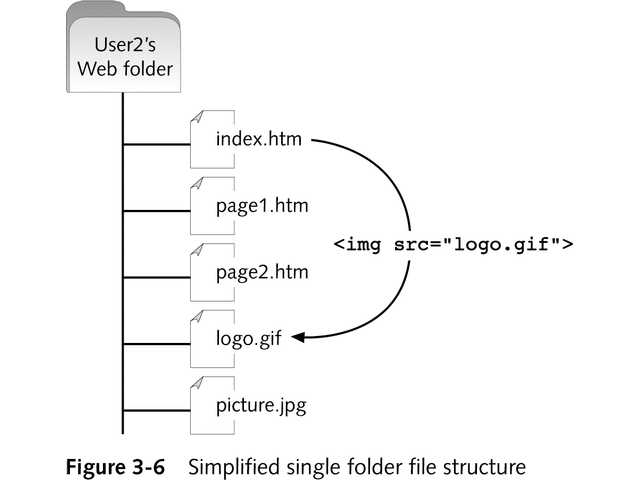 User2's
Web folder
index.htm
page1.htm
<img src="logo.gif">
page2.htm
logo.gif
picture.jpg
Figure 3-6 Simplified single folder file structure